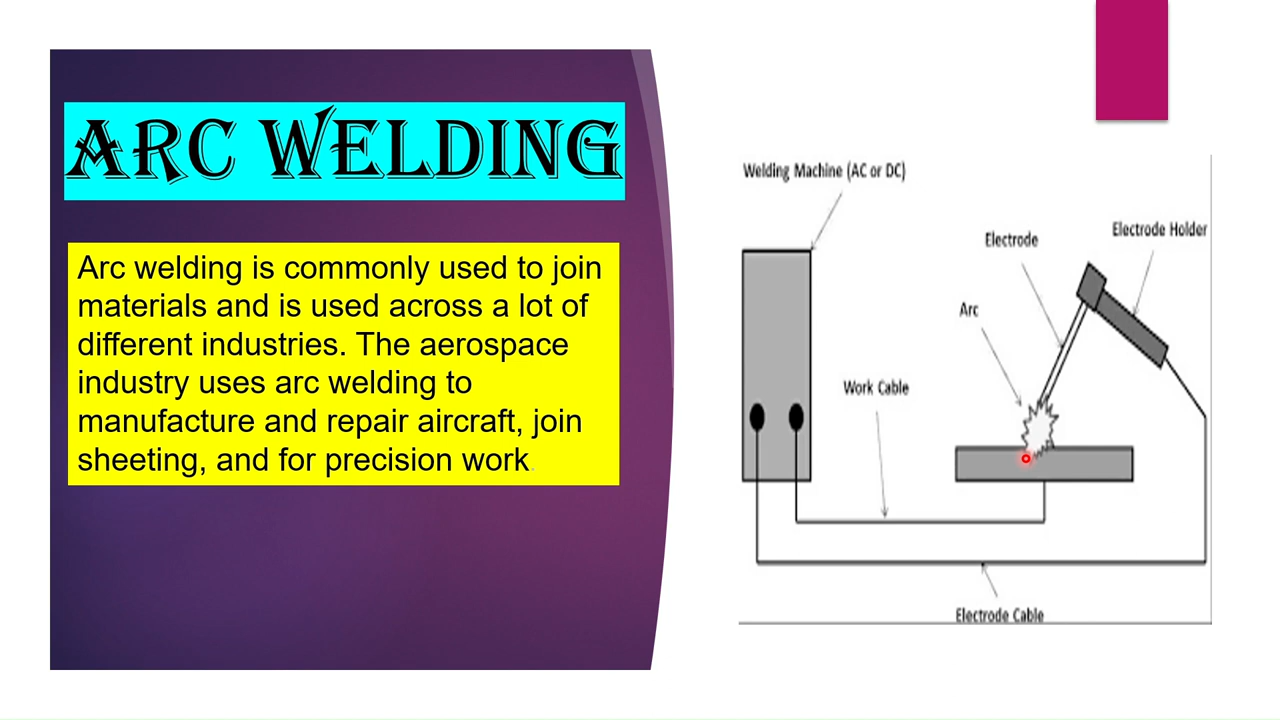 ARC WELDING
Arc welding is commonly used to join
materials and is used across a lot of
different industries. The aerospace
industry uses arc welding to
manufacture and repair aircraft, join
sheeting, and for precision work.
Welding Machine (AC or DC)
Electrode Holder
Electrode
Arc
Work Cable
Electrode Cable